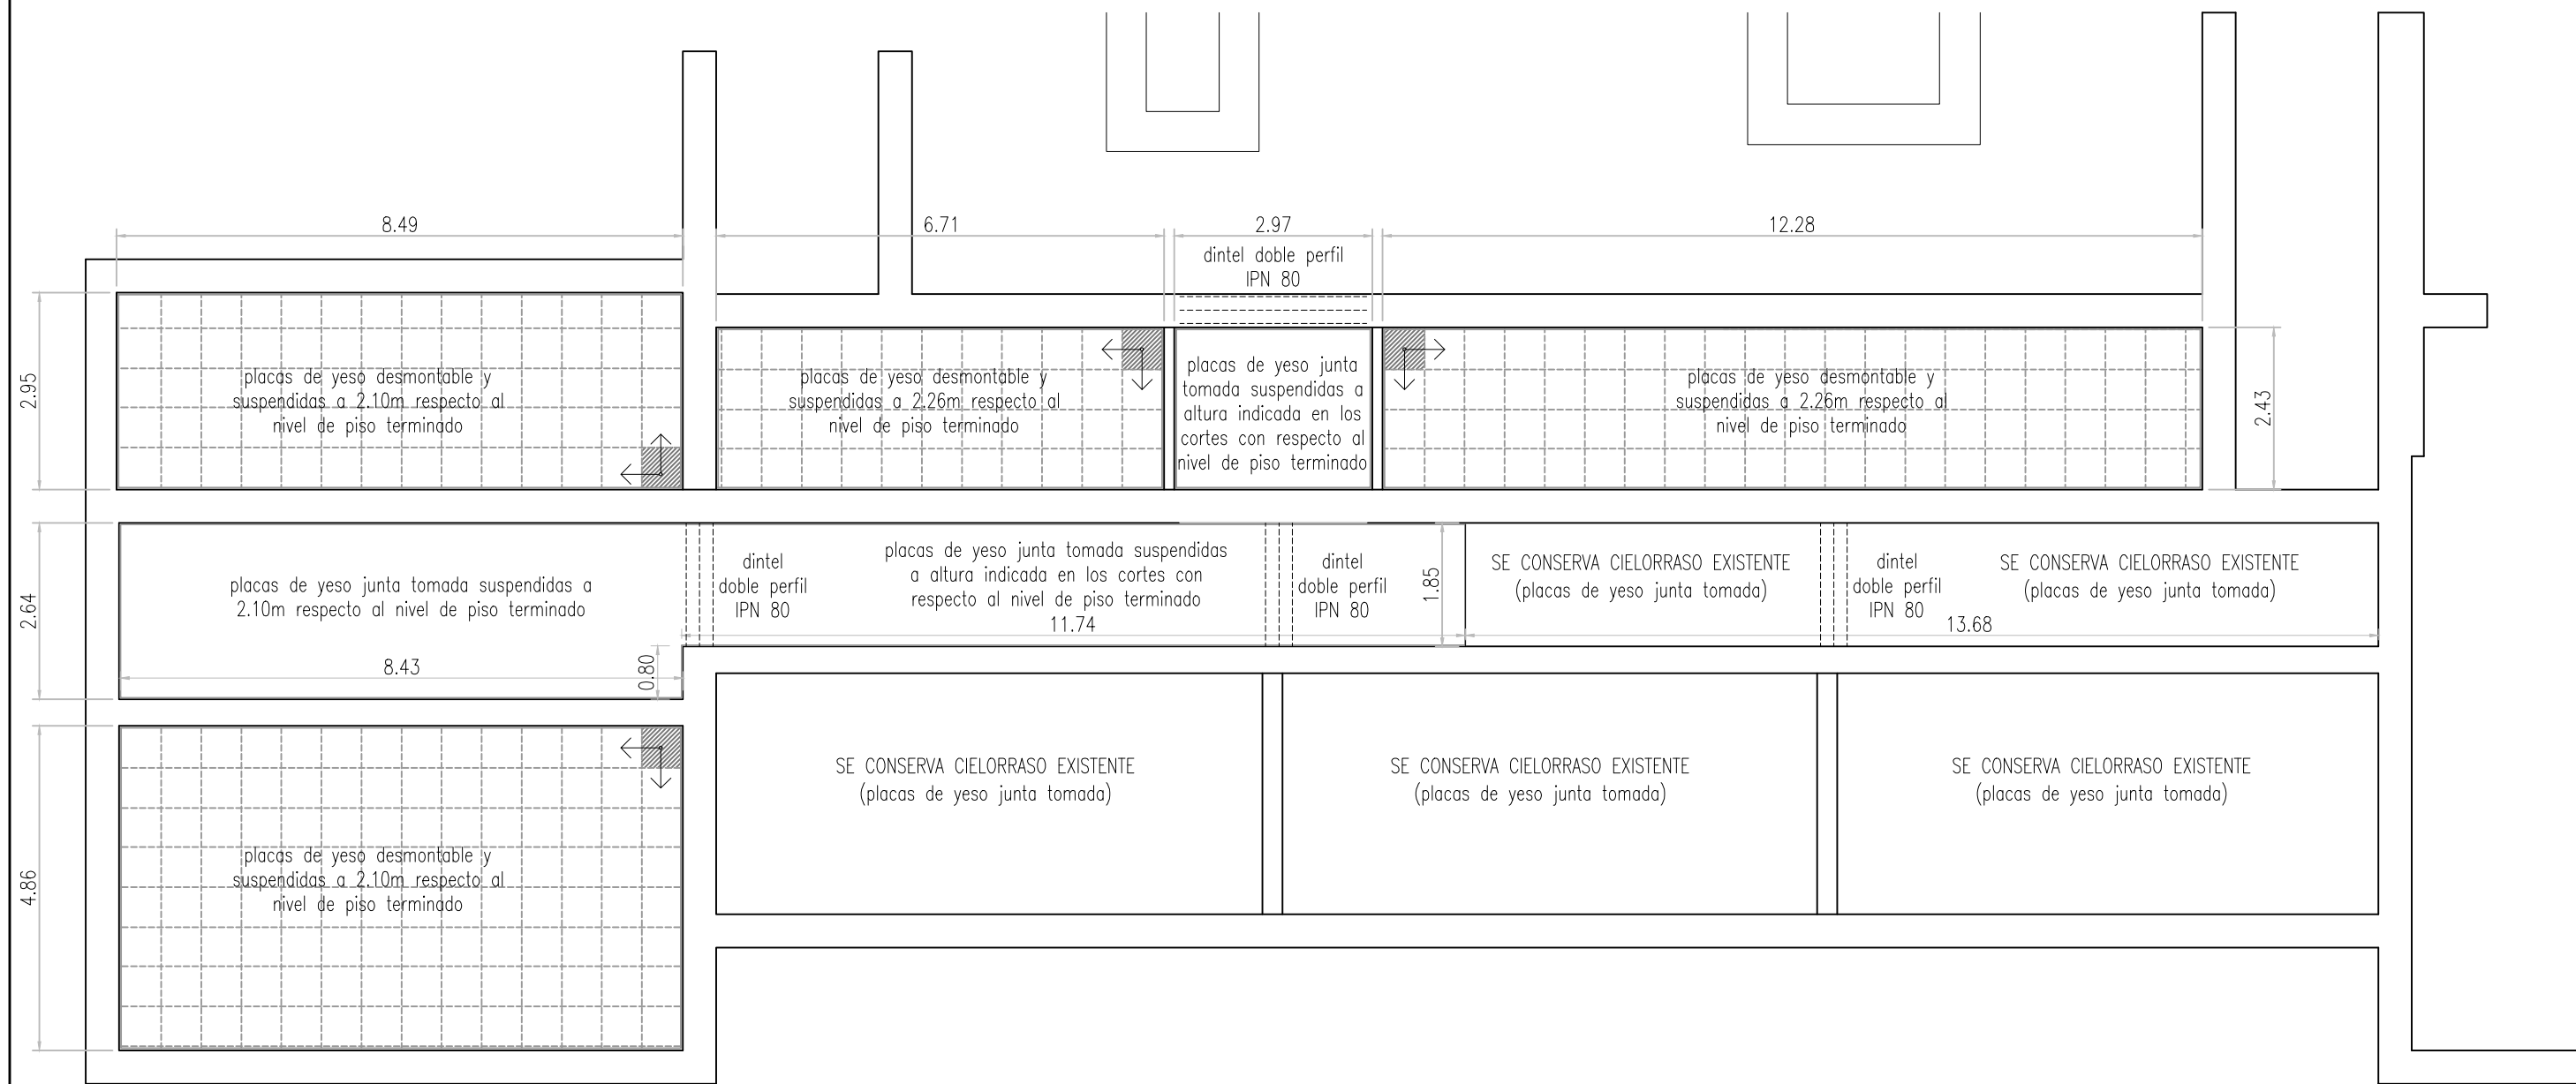 8.49
6.71
2.97
12.28
dintel doble perfil
IPN 80
2.95
placas de yeso desmontable y
suspendidas a 2.10m respecto al
nivel de piso terminado
placas de yeso desmontable y
suspendidas a 2.26m respecto al
nivel de piso terminado
placas de yeso junta
tomada suspendidas a
altura indicada en los
cortes con respecto al
nivel de piso terminado
placas de yeso desmontable y
suspendidas a 2.26m respecto al
nivel de piso terminado
2.43
2.64
placas de yeso junta tomada suspendidas a
2.10m respecto al nivel de piso terminado
8.43
0.80
dintel
doble perfil
IPN 80
placas de yeso junta tomada suspendidas
a altura indicada en los cortes con
respecto al nivel de piso terminado
11.74
dintel
doble perfil
IPN 80
1.85
SE CONSERVA CIELORRASO EXISTENTE
(placas de yeso junta tomada)
dintel
doble perfil
IPN 80
SE CONSERVA CIELORRASO EXISTENTE
(placas de yeso junta tomada)
13.68
4.86
placas de yeso desmontable y
suspendidas a 2.10m respecto al
nivel de piso terminado
SE CONSERVA CIELORRASO EXISTENTE
(placas de yeso junta tomada)
SE CONSERVA CIELORRASO EXISTENTE
(placas de yeso junta tomada)
SE CONSERVA CIELORRASO EXISTENTE
(placas de yeso junta tomada)